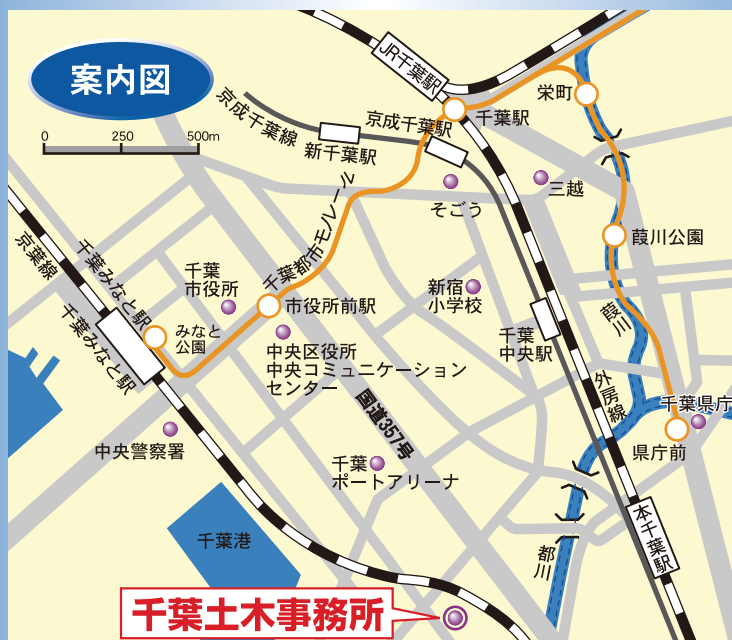 案内図
0 250 500m
JR千葉駅
栄町
京成千葉線
京成千葉駅
千葉駅
新千葉駅
三越
そごう
葭川公園
京葉線
千葉みなと駅
千葉みなと駅
千葉都市モノレール
千葉
市役所
新宿
小学校
市役所前駅
みなと
公園
葭川
千葉
中央駅
中央区役所
中央コミュニケーション
センター
外房線
国道357号
千葉県庁
県庁前
中央警察署
千葉
ポートアリーナ
本千葉駅
千葉港
都川
千葉土木事務所